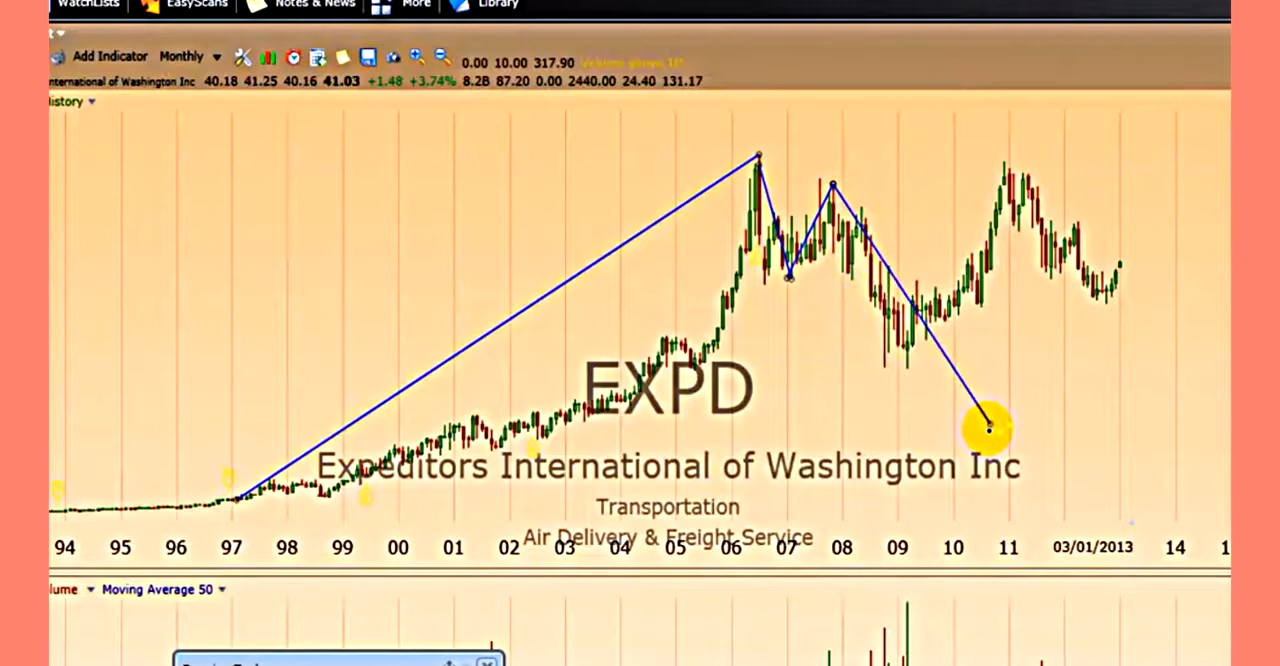 WatchLists EasyScans Notes & News More Library
Add Indicator Monthly 0.00 10.00 317.90
nternational of Washington Inc 40.18 41.25 40.16 41.03 +1.48 +3.74% 8.2B 87.20 0.00 2440.00 24.40 131.17
istory
EXPD
Expeditors International of Washington Inc
Transportation
Air Delivery & Freight Service
94 95 96 97 98 99 00 01 02 03 04 05 06 07 08 09 10 11 03/01/2013 14 1
lume Moving Average 50